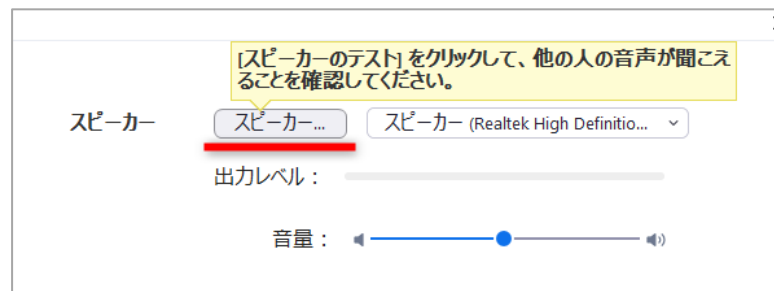 [スピーカーのテスト] をクリックして、他の人の音声が聞こえ
ることを確認してください。
スピーカー
スピーカー...
スピーカー (Realtek High Definitio...
出力レベル：
音量：